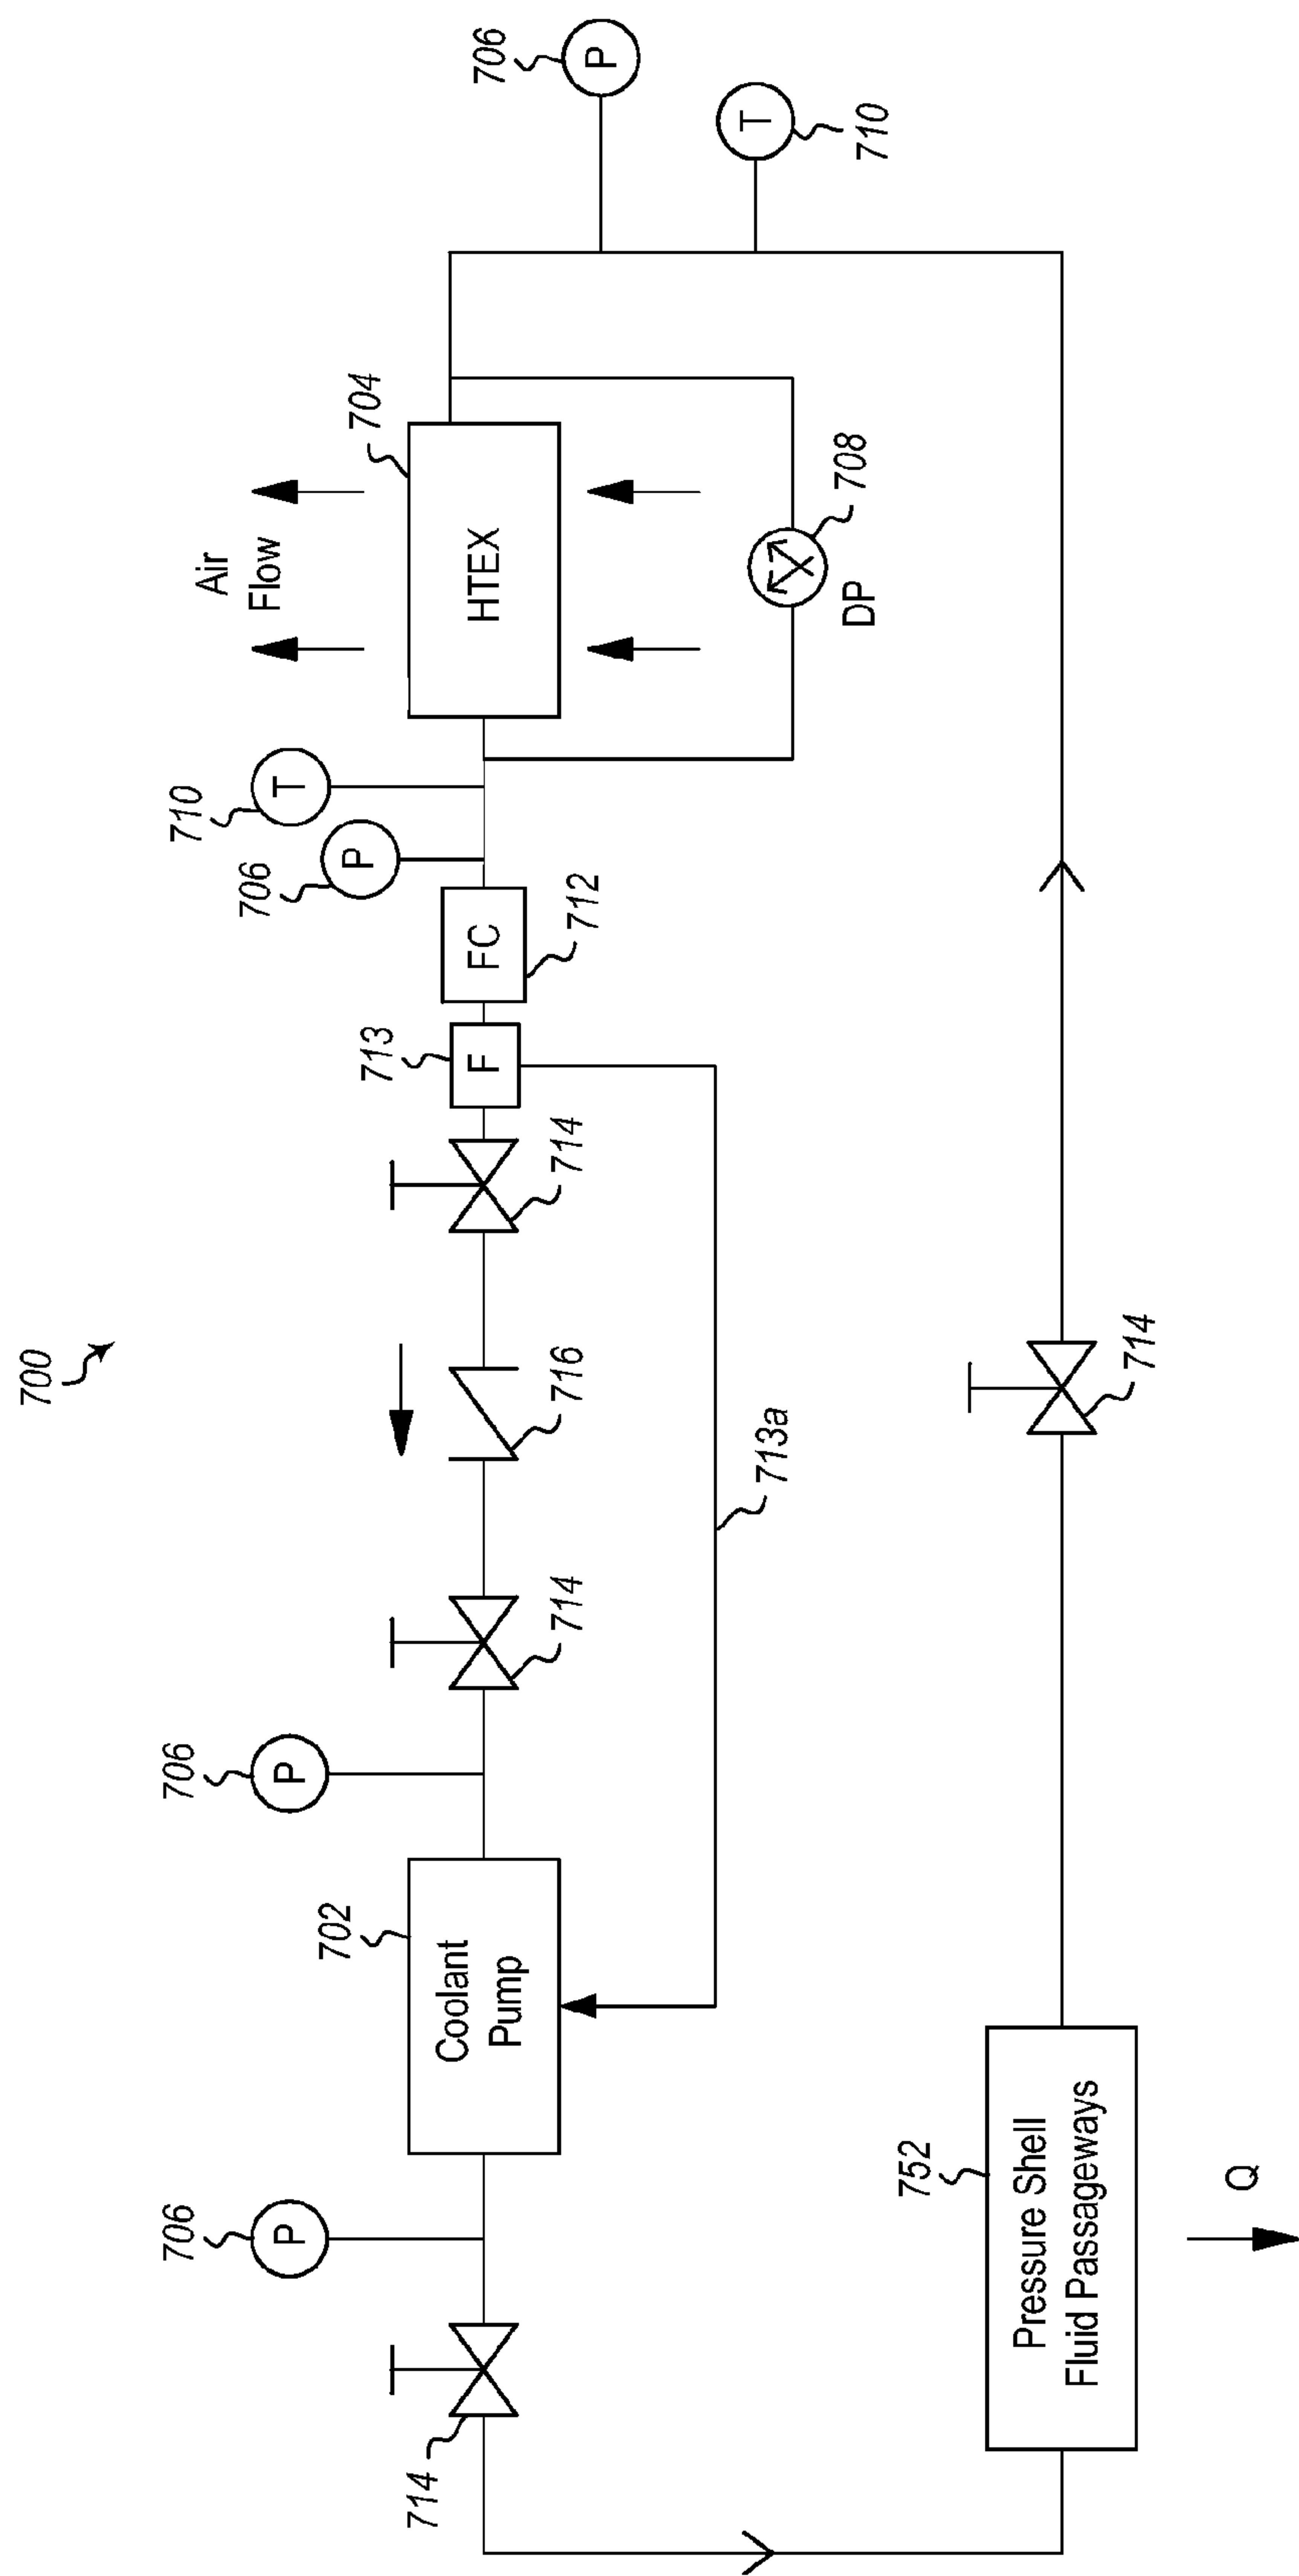 700
706
P
710
T
704
Air
Flow
HTEX
708
DP
710
T
706
P
712
FC
713
F
714
716
714
713a
706
P
702
Coolant
Pump
706
P
714
714
752
Pressure Shell
Fluid Passageways
Q